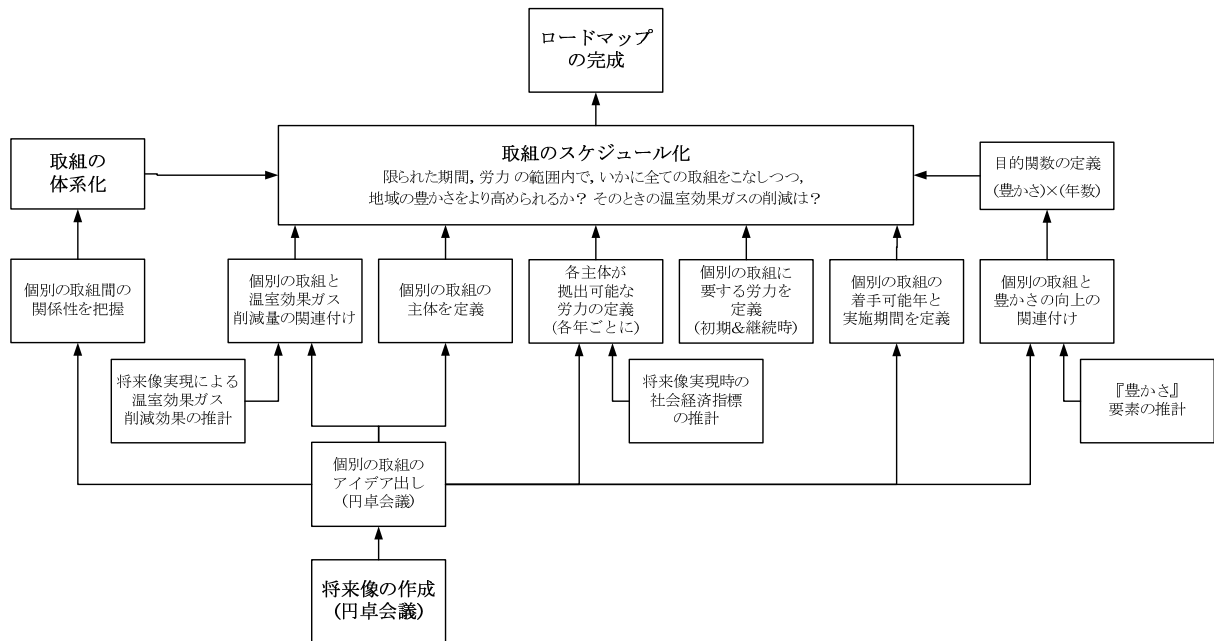 ロードマップ
の完成
取組の
体系化
取組のスケジュール化
限られた期間, 労力の範囲内で, いかに全ての取組をこなしつつ,
地域の豊かさをより高められるか? そのときの温室効果ガスの削減は?
目的関数の定義
(豊かさ)×(年数)
個別の取組間の
関係性を把握
個別の取組と
温室効果ガス
削減量の関連付け
個別の取組の
主体を定義
各主体が
拠出可能な
労力の定義
(各年ごとに)
個別の取組に
要する労力を
定義
(初期&継続時)
個別の取組の
着手可能年と
実施期間を定義
個別の取組と
豊かさの向上の
関連付け
将来像実現による
温室効果ガス
削減効果の推計
将来像実現時の
社会経済指標
の推計
『豊かさ』
要素の推計
個別の取組の
アイデア出し
(円卓会議)
将来像の作成
(円卓会議)